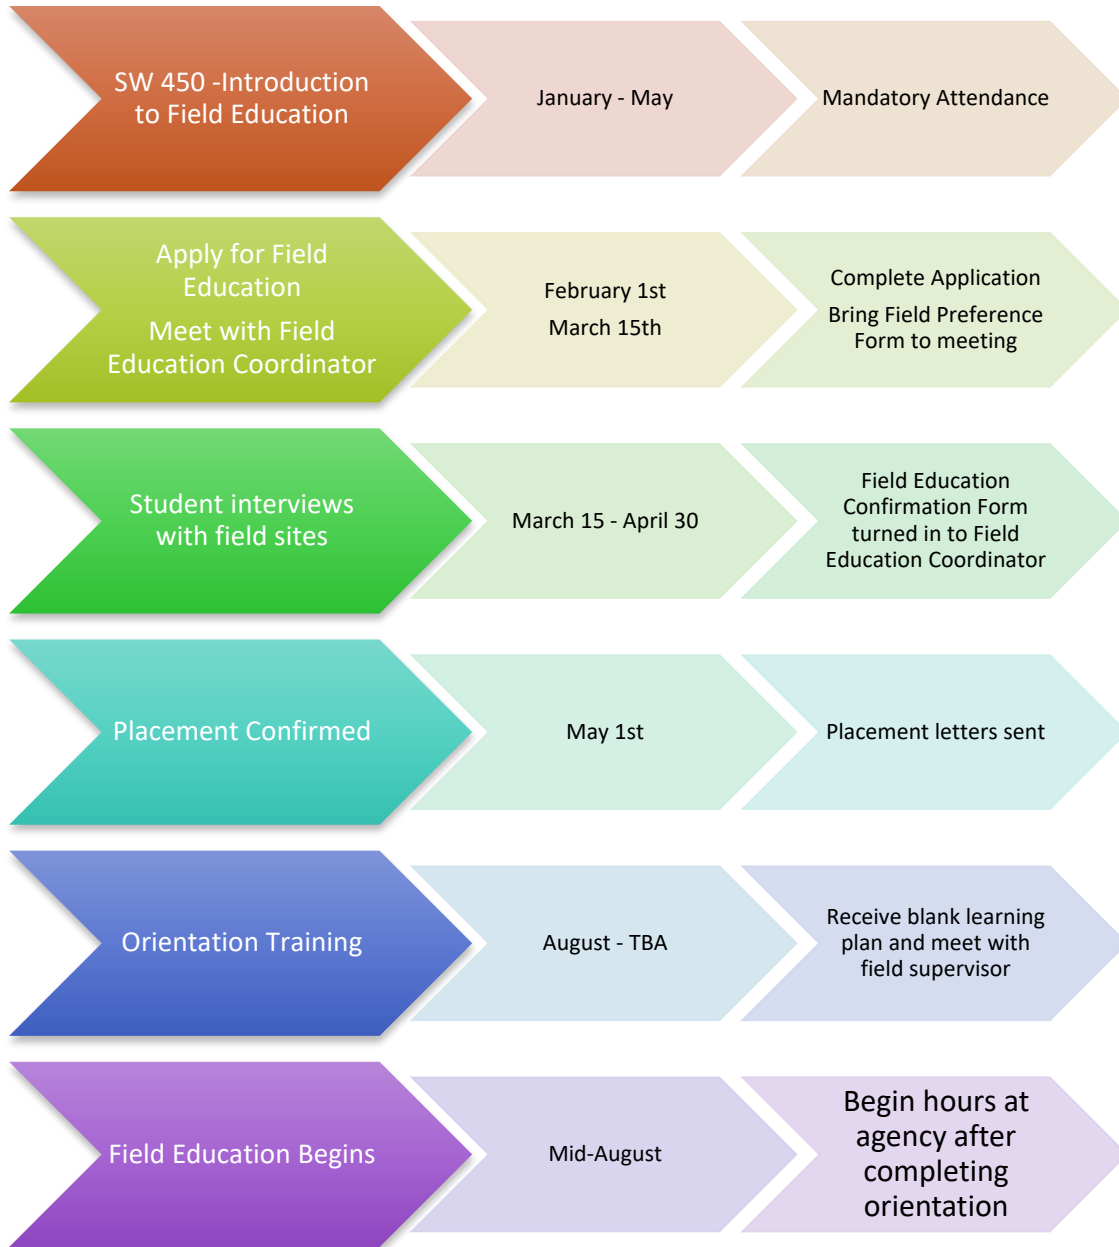 SW 450 -Introduction
to Field Education
January - May
Mandatory Attendance
Apply for Field
Education
Meet with Field
Education Coordinator
February 1st
March 15th
Complete Application
Bring Field Preference
Form to meeting
Student interviews
with field sites
March 15 - April 30
Field Education
Confirmation Form
turned in to Field
Education Coordinator
Placement Confirmed
May 1st
Placement letters sent
Orientation Training
August - TBA
Receive blank learning
plan and meet with
field supervisor
Field Education Begins
Mid-August
Begin hours at
agency after
completing
orientation